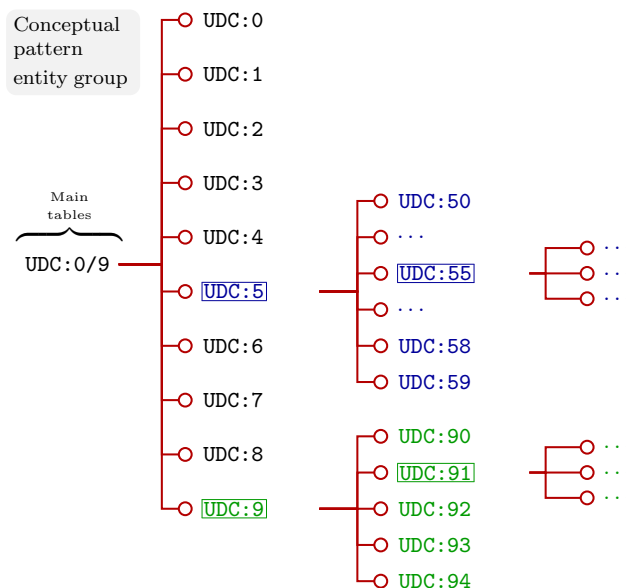 Conceptual
pattern
entity group
UDC:0
UDC:1
UDC:2
UDC:3
UDC:4
Main
tables
UDC:0/9
UDC:5
UDC:6
UDC:7
UDC:8
UDC:9
UDC:50
...
UDC:55
...
UDC:58
UDC:59
..
..
..
UDC:90
UDC:91
UDC:92
UDC:93
UDC:94
..
..
..